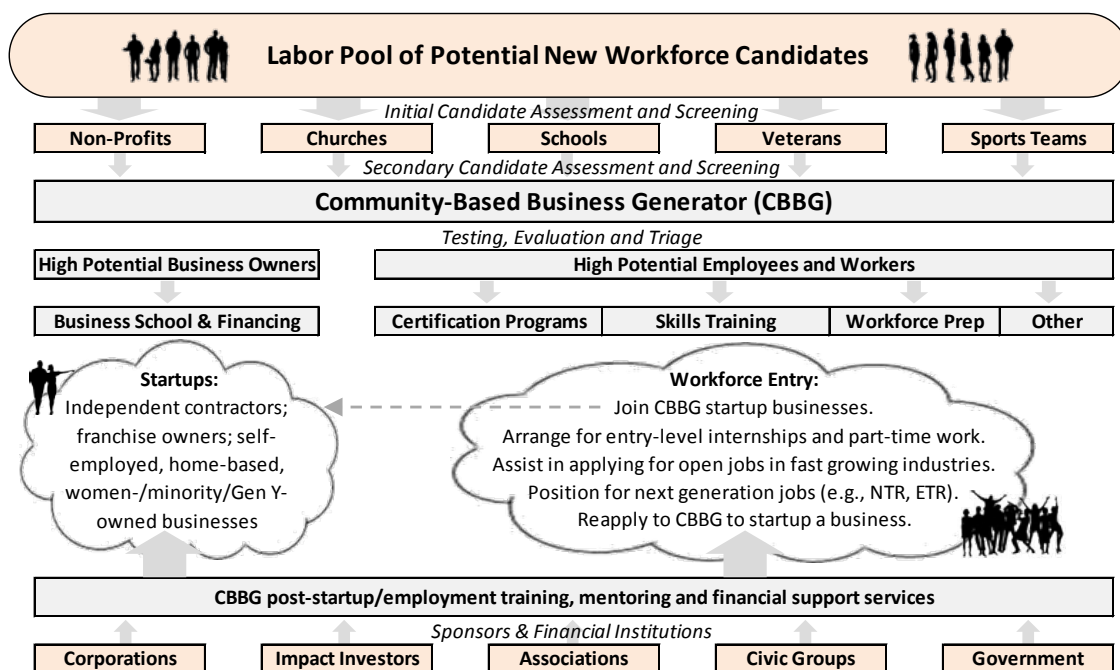 Labor Pool of Potential New Workforce Candidates
Initial Candidate Assessment and Screening
Non-Profits
Churches
Schools
Veterans
Sports Teams
Secondary Candidate Assessment and Screening
Community-Based Business Generator (CBBG)
Testing, Evaluation and Triage
High Potential Business Owners
High Potential Employees and Workers
Business School & Financing
Certification Programs
Skills Training
Workforce Prep
Other
Startups:
Independent contractors;
franchise owners; self-
employed, home-based,
women-/minority/Gen Y-
owned businesses
Workforce Entry:
Join CBBG startup businesses.
Arrange for entry-level internships and part-time work.
Assist in applying for open jobs in fast growing industries.
Position for next generation jobs (e.g., NTR, ETR).
Reapply to CBBG to startup a business.
CBBG post-startup/employment training, mentoring and financial support services
Sponsors & Financial Institutions
Corporations
Impact Investors
Associations
Civic Groups
Government